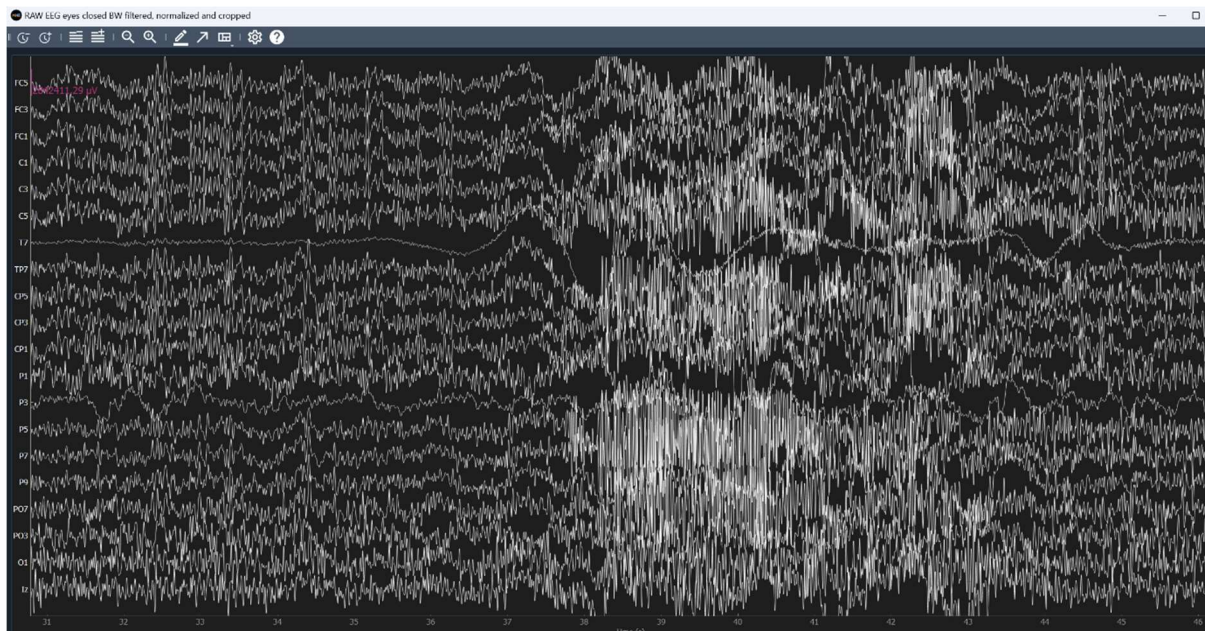 RAW EEG eyes closed BW filtered, normalized and cropped
FC5
FC3
FC1
C1
C3
C5
T7
TP7
CP5
CP3
CP1
P1
P3
P5
P7
P9
PO7
PO3
O1
Iz
31 32 33 34 35 36 37 38 39 40 41 42 43 44 45 46